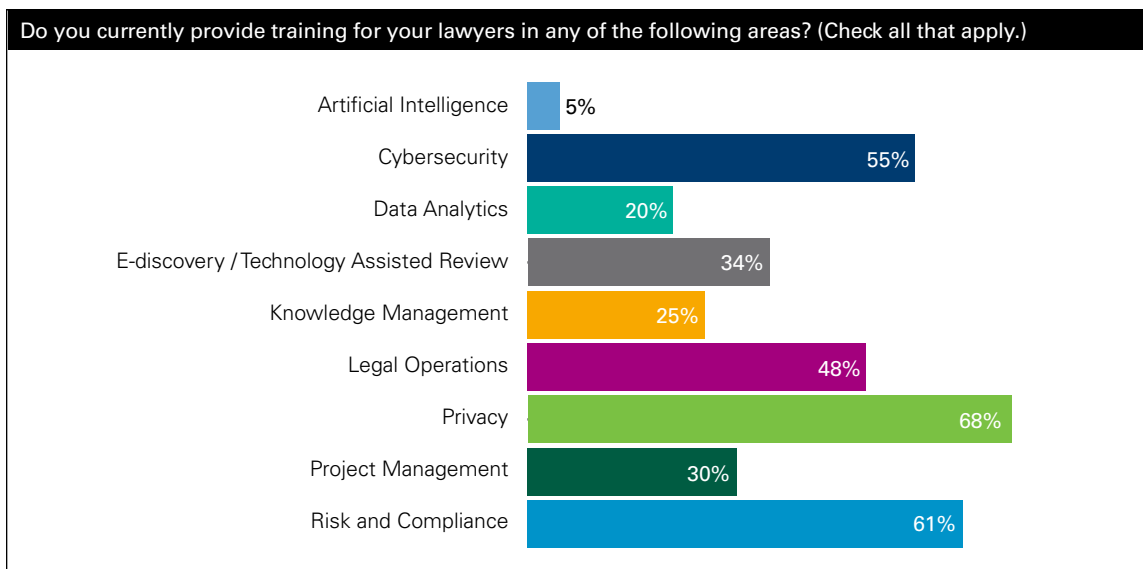 Do you currently provide training for your lawyers in any of the following areas? (Check all that apply.)
Artificial Intelligence 5%
Cybersecurity 55%
Data Analytics 20%
E-discovery / Technology Assisted Review 34%
Knowledge Management 25%
Legal Operations 48%
Privacy 68%
Project Management 30%
Risk and Compliance 61%